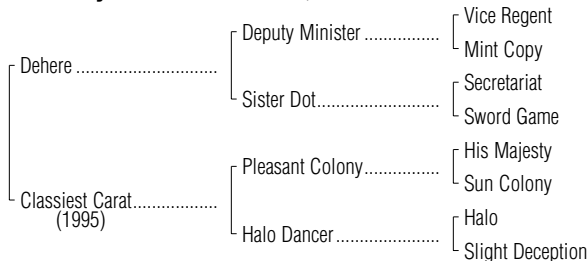 Vice Regent
Deputy Minister ................
Mint Copy
Dehere ..............................
Secretariat
Sister Dot..........................
Sword Game
His Majesty
Pleasant Colony................
Sun Colony
Classiest Carat..................
(1995)
Halo
Halo Dancer ......................
Slight Deception